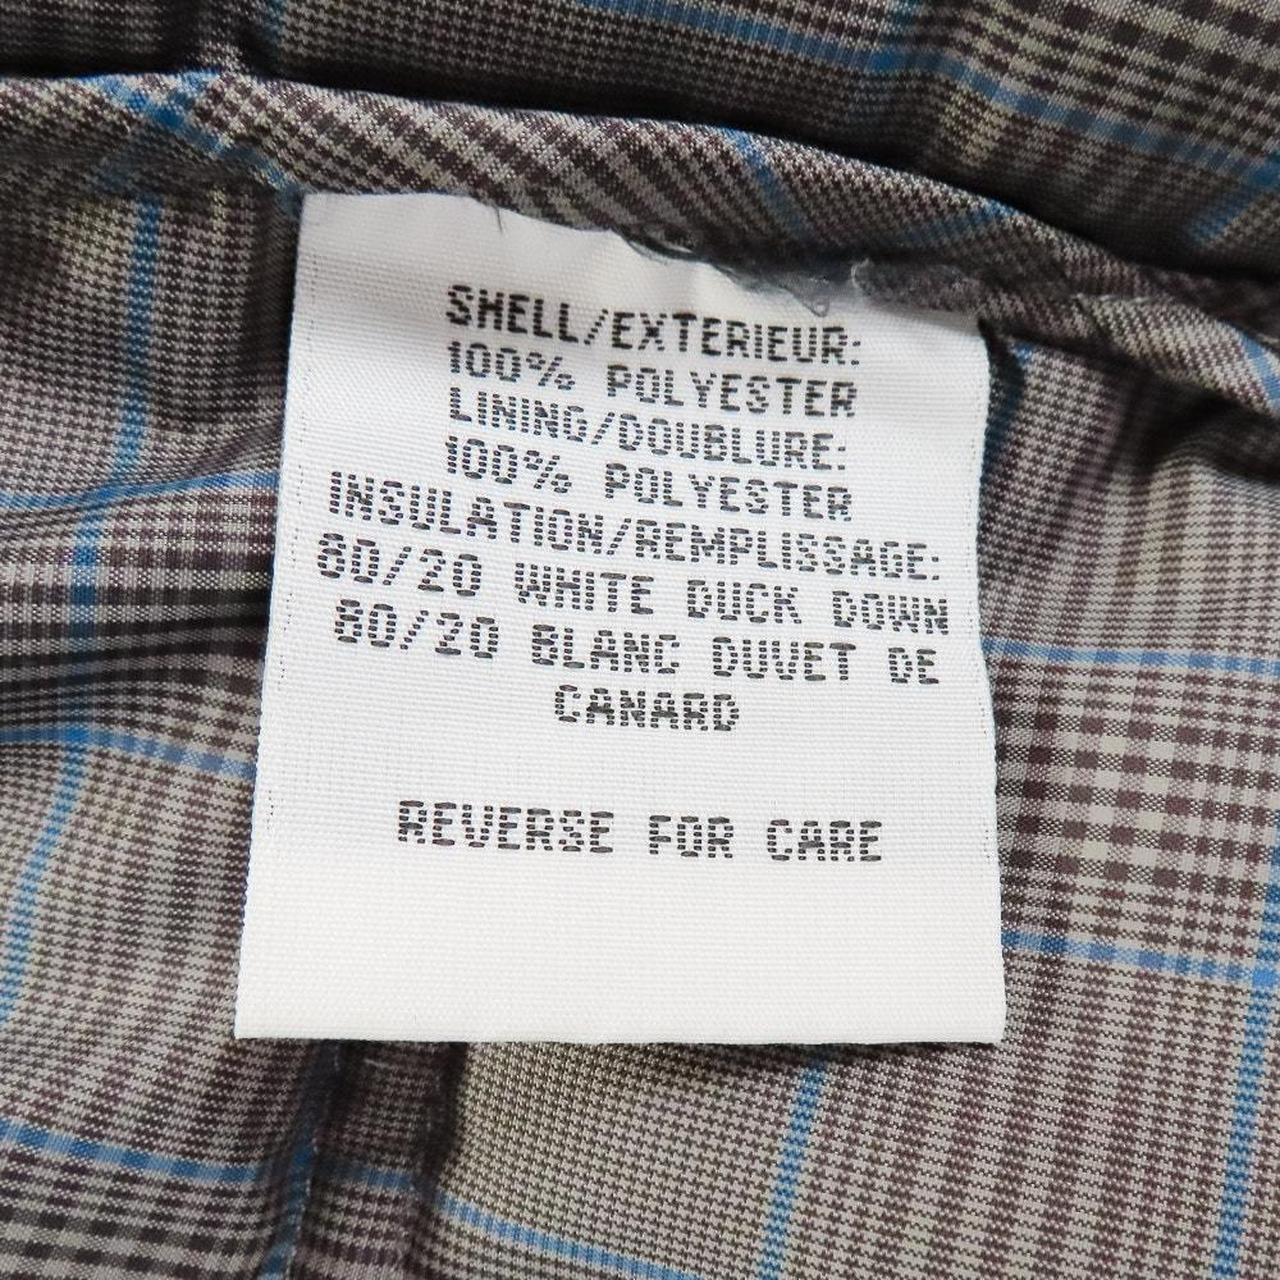 SHELL/EXTERIEUR:
100% POLYESTER
LINING/DOUBLURE:
100% POLYESTER
INSULATION/REMPLISSAGE:
80/20 WHITE DUCK DOWN
80/20 BLANC DUVET DE
CANARD
REVERSE FOR CARE